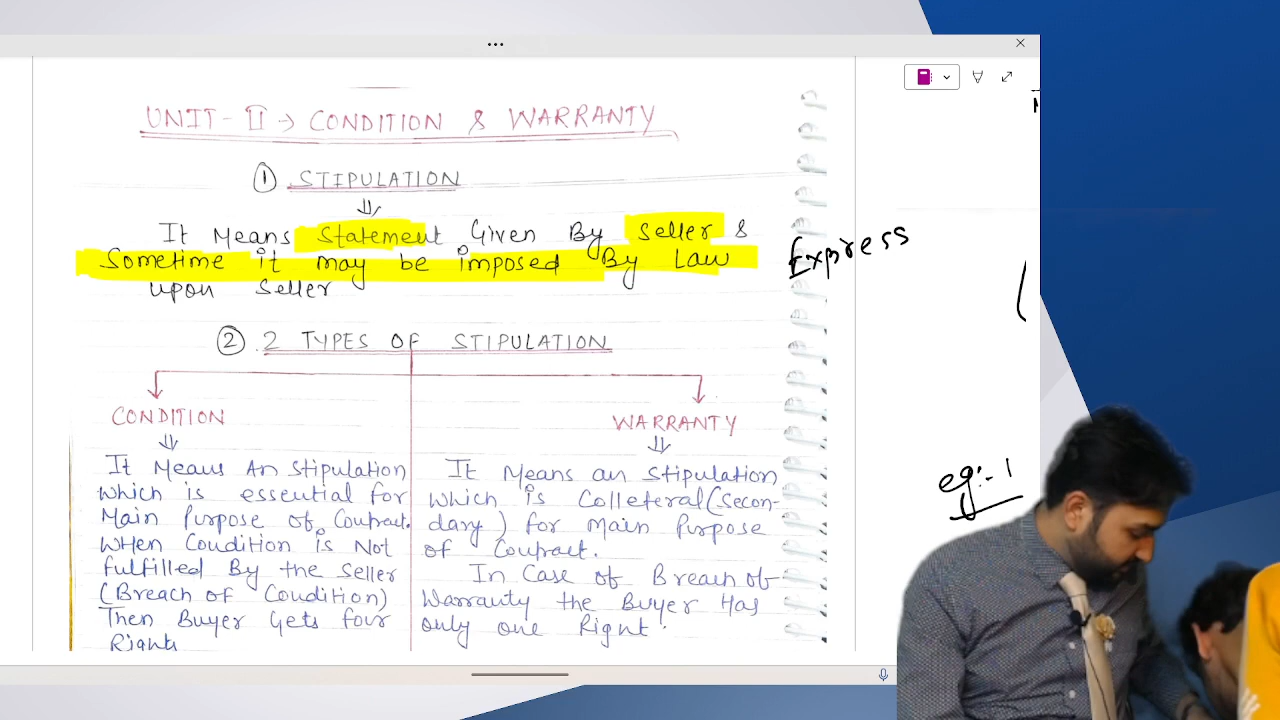 UNIT-II → CONDITION & WARRANTY
① STIPULATION
It Means Statement Given By Seller &
Sometime it may be imposed By Law
upon Seller
Express
② 2 TYPES OF STIPULATION
CONDITION
It Means An Stipulation
which is essential for
Main Purpose of Contract.
WHen Condition is Not
fulfilled By the Seller
(Breach of Condition)
Then Buyer Gets four
Rights
WARRANTY
It Means an Stipulation
which is Colleteral (Secon-
dary) for Main Purpose
of Contract.
In Case of Breach of
Warranty the Buyer Has
only one Right.
eg:- 1